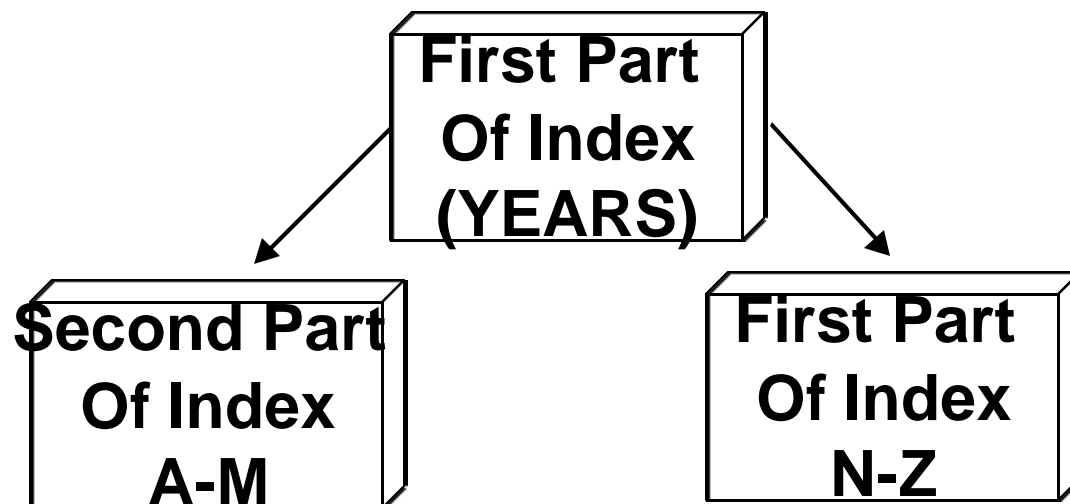 First Part
Of Index
(YEARS)
Second Part
Of Index
A-M
First Part
Of Index
N-Z